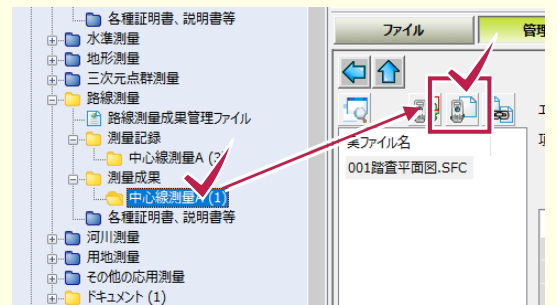 各種証明書、説明書等
水準測量
地形測量
三次元点群測量
路線測量
路線測量成果管理ファイル
測量記録
中心線測量A (3)
測量成果
中心線測量A (1)
各種証明書、説明書等
河川測量
用地測量
その他の応用測量
ドキュメント (1)
ファイル
管理
実ファイル名
001踏査平面図.SFC